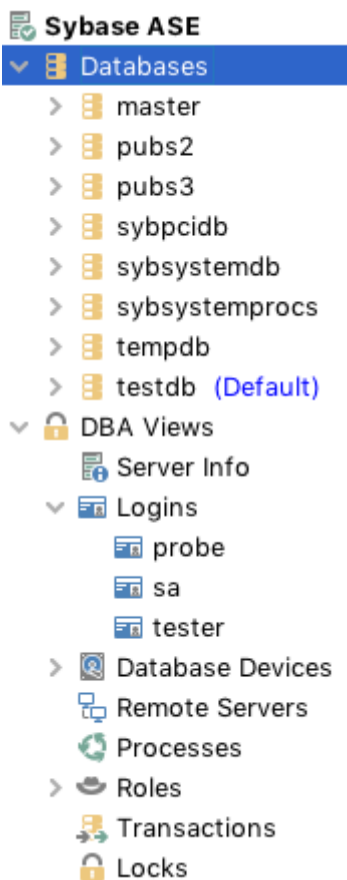 Sybase ASE
Databases
master
pubs2
pubs3
sybpcidb
sybsystemdb
sybsystemprocs
tempdb
testdb (Default)
DBA Views
Server Info
Logins
probe
sa
tester
Database Devices
Remote Servers
Processes
Roles
Transactions
Locks